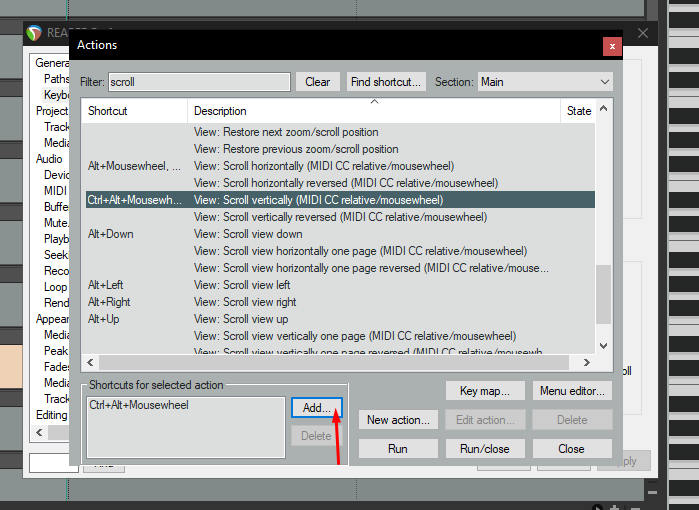 REAPER
Actions
Filter: scroll Clear Find shortcut... Section: Main
Shortcut Description State
View: Restore next zoom/scroll position
View: Restore previous zoom/scroll position
Alt+Mousewheel, ... View: Scroll horizontally (MIDI CC relative/mousewheel)
View: Scroll horizontally reversed (MIDI CC relative/mousewheel)
Ctrl+Alt+Mousewhe... View: Scroll vertically (MIDI CC relative/mousewheel)
View: Scroll vertically reversed (MIDI CC relative/mousewheel)
Alt+Down View: Scroll view down
View: Scroll view horizontally one page (MIDI CC relative/mousewheel)
View: Scroll view horizontally one page reversed (MIDI CC relative/mouse...
Alt+Left View: Scroll view left
Alt+Right View: Scroll view right
Alt+Up View: Scroll view up
View: Scroll view vertically one page (MIDI CC relative/mousewheel)
View: Scroll view vertically one page reversed (MIDI CC relative/mousewh
Shortcuts for selected action
Ctrl+Alt+Mousewheel
Add...
Delete
Key map... Menu editor...
New action... Edit action... Delete
Run Run/close Close
Genera
Paths
Keybo
Project
Track
Media
Audio
Devic
MIDI
Buffer
Mute.
Playb
Seeki
Reco
Loop
Rend
Appear
Media
Peak
Fades
Media
Track
Editing
oll
Find
pply